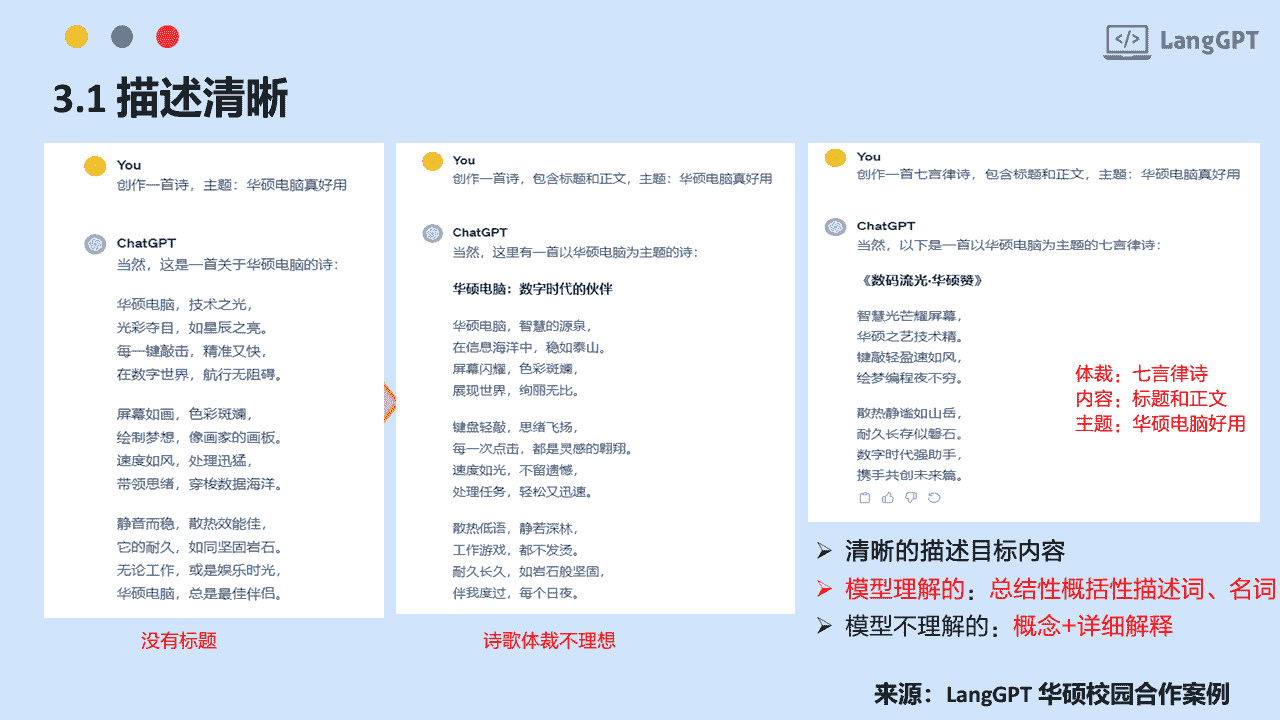 </> LangGPT
3.1 描述清晰
You
创作一首诗，主题：华硕电脑真好用
ChatGPT
当然，这是一首关于华硕电脑的诗：
华硕电脑，技术之光，
光彩夺目，如星辰之亮。
每一键敲击，精准又快，
在数字世界，航行无阻碍。
屏幕如画，色彩斑斓，
绘制梦想，像画家的画板。
速度如风，处理迅猛，
带领思绪，穿梭数据海洋。
静音而稳，散热效能佳，
它的耐久，如同坚固岩石。
无论工作，或是娱乐时光，
华硕电脑，总是最佳伴侣。
没有标题
You
创作一首诗，包含标题和正文，主题：华硕电脑真好用
ChatGPT
当然，这里有一首以华硕电脑为主题的诗：
华硕电脑：数字时代的伙伴
华硕电脑，智慧的源泉，
在信息海洋中，稳如泰山。
屏幕闪耀，色彩斑斓，
展现世界，绚丽无比。
键盘轻敲，思绪飞扬，
每一次点击，都是灵感的翱翔。
速度如光，不留遗憾，
处理任务，轻松又迅速。
散热低语，静若深林，
工作游戏，都不发烫。
耐久长久，如岩石般坚固，
伴我度过，每个日夜。
诗歌体裁不理想
You
创作一首七言律诗，包含标题和正文，主题：华硕电脑真好用
ChatGPT
当然，以下是一首以华硕电脑为主题的七言律诗：
《数码流光·华硕赞》
智慧光芒耀屏幕，
华硕之艺技术精。
键敲轻盈速如风，
绘梦编程夜不穷。
散热静谧如山岳，
耐久长存似磐石。
数字时代强助手，
携手共创未来篇。
体裁：七言律诗
内容：标题和正文
主题：华硕电脑好用
➢ 清晰的描述目标内容
➢ 模型理解的：总结性概括性描述词、名词
➢ 模型不理解的：概念+详细解释
来源：LangGPT 华硕校园合作案例